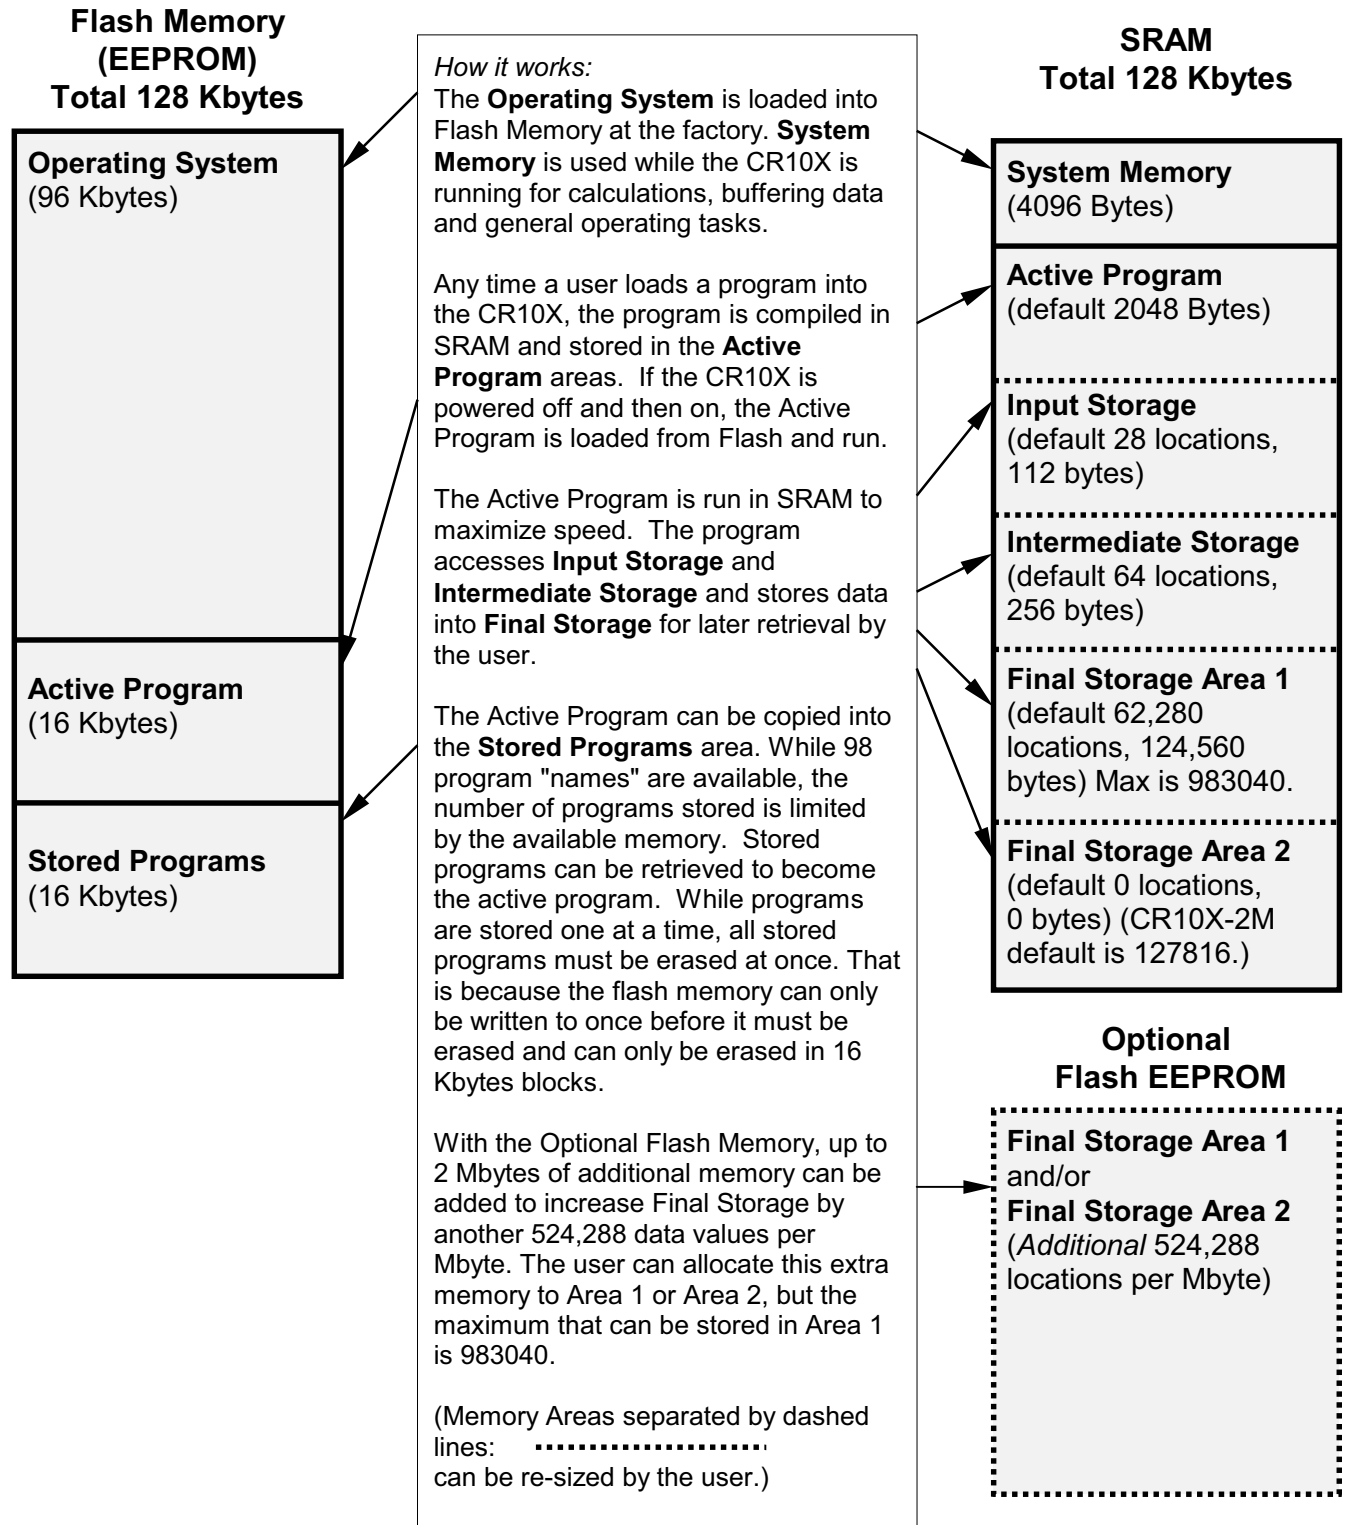 Flash Memory
(EEPROM)
Total 128 Kbytes
Operating System
(96 Kbytes)
Active Program
(16 Kbytes)
Stored Programs
(16 Kbytes)
How it works:
The Operating System is loaded into
Flash Memory at the factory. System
Memory is used while the CR10X is
running for calculations, buffering data
and general operating tasks.
Any time a user loads a program into
the CR10X, the program is compiled in
SRAM and stored in the Active
Program areas.  If the CR10X is
powered off and then on, the Active
Program is loaded from Flash and run.
The Active Program is run in SRAM to
maximize speed.  The program
accesses Input Storage and
Intermediate Storage and stores data
into Final Storage for later retrieval by
the user.
The Active Program can be copied into
the Stored Programs area. While 98
program "names" are available, the
number of programs stored is limited
by the available memory.  Stored
programs can be retrieved to become
the active program.  While programs
are stored one at a time, all stored
programs must be erased at once. That
is because the flash memory can only
be written to once before it must be
erased and can only be erased in 16
Kbytes blocks.
With the Optional Flash Memory, up to
2 Mbytes of additional memory can be
added to increase Final Storage by
another 524,288 data values per
Mbyte. The user can allocate this extra
memory to Area 1 or Area 2, but the
maximum that can be stored in Area 1
is 983040.
(Memory Areas separated by dashed
lines:
can be re-sized by the user.)
SRAM
Total 128 Kbytes
System Memory
(4096 Bytes)
Active Program
(default 2048 Bytes)
Input Storage
(default 28 locations,
112 bytes)
Intermediate Storage
(default 64 locations,
256 bytes)
Final Storage Area 1
(default 62,280
locations, 124,560
bytes) Max is 983040.
Final Storage Area 2
(default 0 locations,
0 bytes) (CR10X-2M
default is 127816.)
Optional
Flash EEPROM
Final Storage Area 1
and/or
Final Storage Area 2
(Additional 524,288
locations per Mbyte)